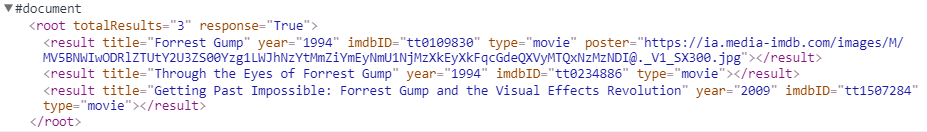 ▼#document
<root totalResults="3" response="True">
<result title="Forrest Gump" year="1994" imdbID="tt0109830" type="movie" poster="https://ia.media-imdb.com/images/M/
MV5BNWIwODRlZTUtY2U3ZS00Yzg1LWJhNzYtMmZiYmEyNmU1NjMzXkEyXkFqcGdeQXVyMTQxNzMzNDI@._V1_SX300.jpg"></result>
<result title="Through the Eyes of Forrest Gump" year="1994" imdbID="tt0234886" type="movie"></result>
<result title="Getting Past Impossible: Forrest Gump and the Visual Effects Revolution" year="2009" imdbID="tt1507284"
type="movie"></result>
</root>